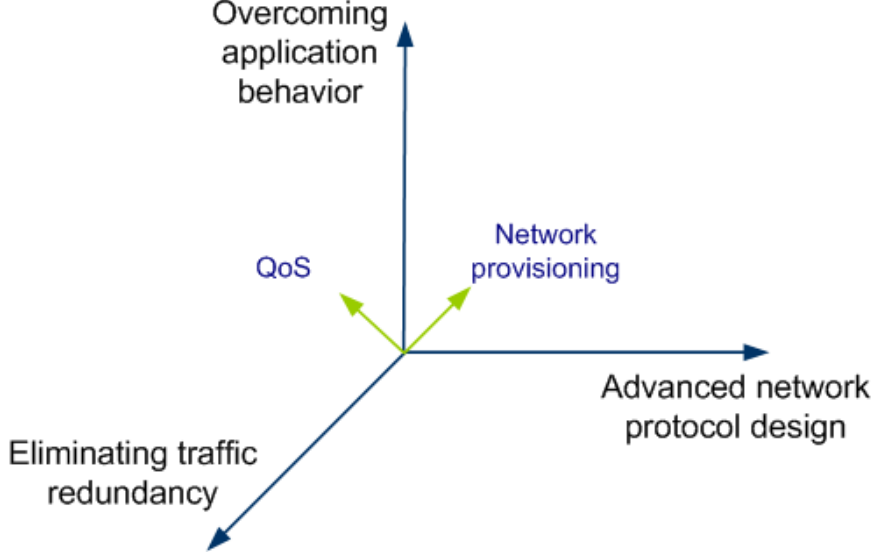 Overcoming
application
behavior
Network
provisioning
QoS
Advanced network
protocol design
Eliminating traffic
redundancy